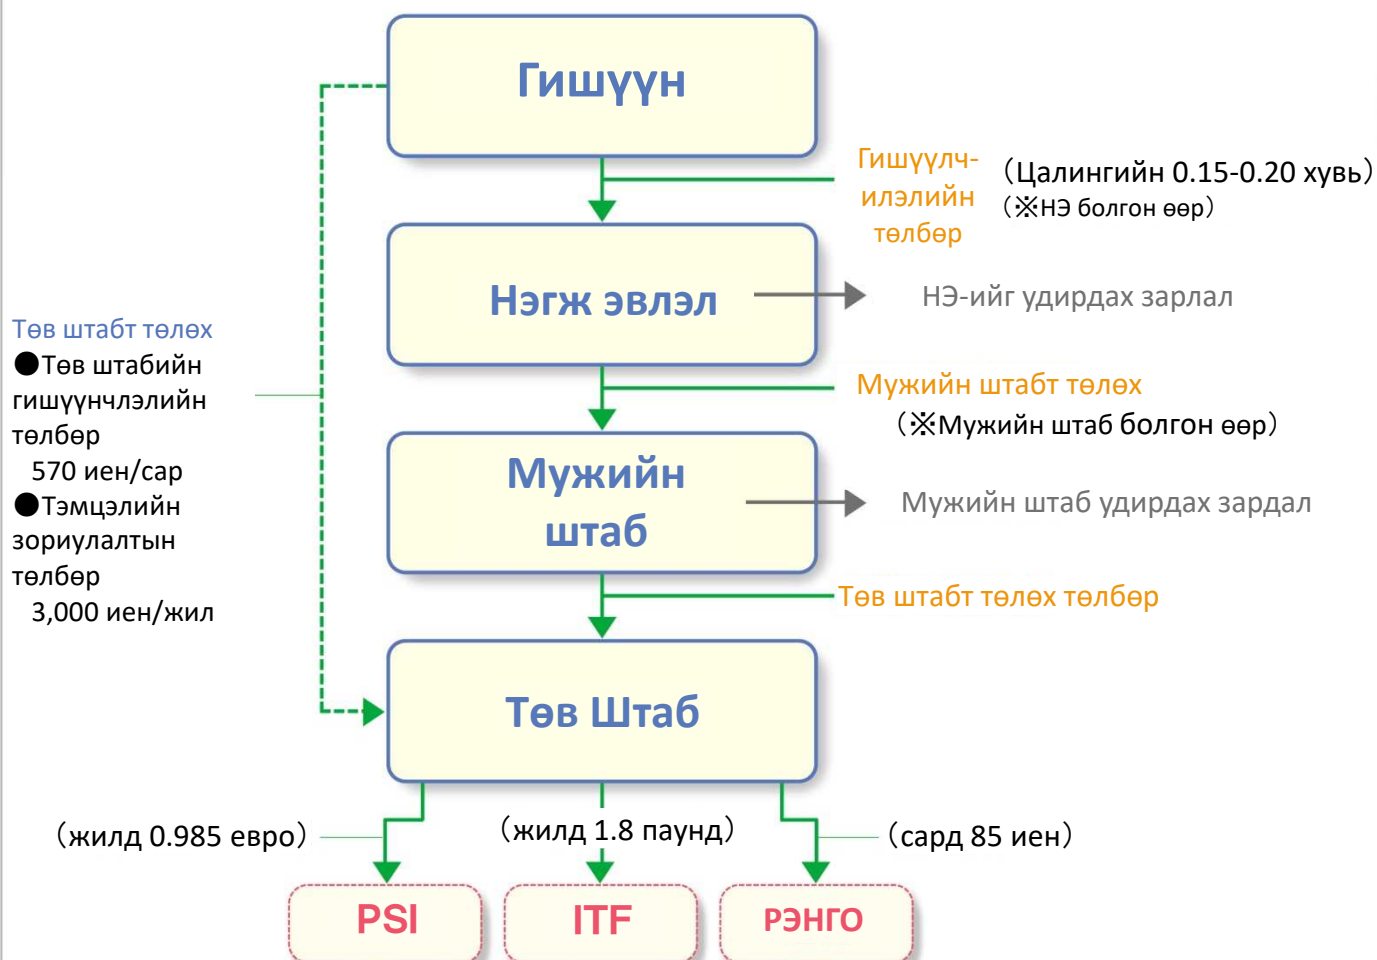 Гишүүн
Гишүүлч-
илэлийн
төлбөр
（Цалингийн 0.15-0.20 хувь）
（※НЭ болгон өөр）
Нэгж эвлэл
НЭ-ийг удирдах зарлал
Төв штабт төлөх
●Төв штабийн
гишүүнчлэлийн
төлбөр
570 иен/сар
●Тэмцэлийн
зориулалтын
төлбөр
3,000 иен/жил
Мужийн штабт төлөх
（※Мужийн штаб болгон өөр）
Мужийн
штаб
Мужийн штаб удирдах зардал
Төв штабт төлөх төлбөр
Төв Штаб
（жилд 0.985 евро）
（жилд 1.8 паунд）
（сард 85 иен）
PSI
ITF
РЭНГО